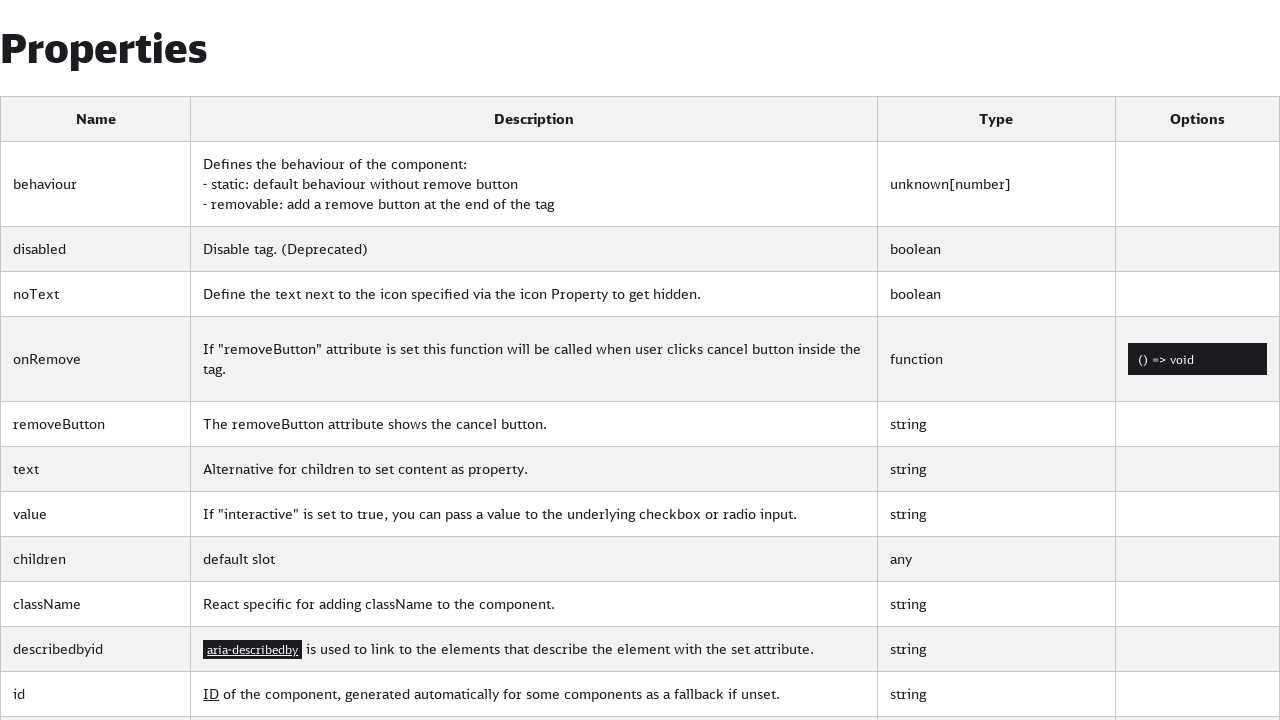 Properties
Name Description Type Options
behaviour Defines the behaviour of the component: unknown[number]
- static: default behaviour without remove button
- removable: add a remove button at the end of the tag
disabled Disable tag. (Deprecated) boolean
noText Define the text next to the icon specified via the icon Property to get hidden. boolean
onRemove If "removeButton" attribute is set this function will be called when user clicks cancel button inside the function () => void
tag.
removeButton The removeButton attribute shows the cancel button. string
text Alternative for children to set content as property. string
value If "interactive" is set to true, you can pass a value to the underlying checkbox or radio input. string
children default slot any
className React specific for adding className to the component. string
describedbyid aria-describedby is used to link to the elements that describe the element with the set attribute. string
id ID of the component, generated automatically for some components as a fallback if unset. string